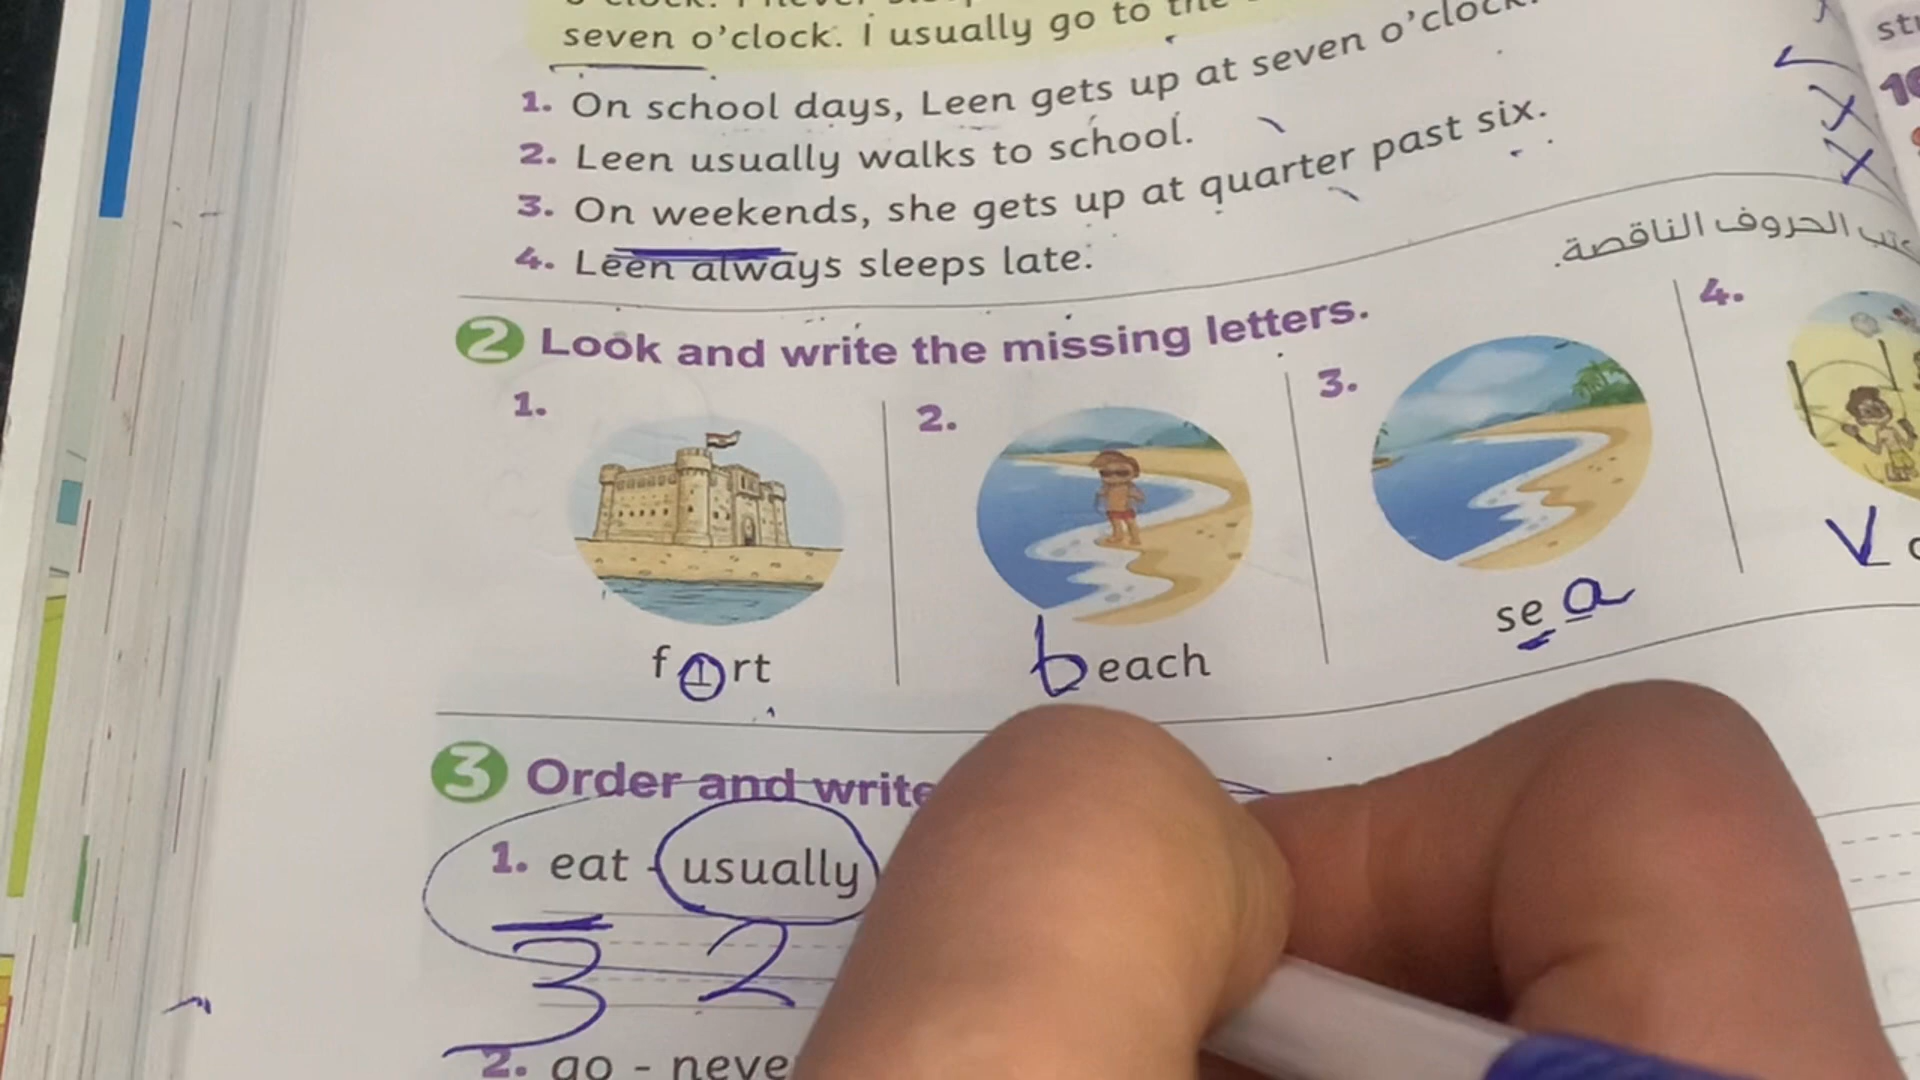 seven o'clock. I usually go to the
1. On school days, Leen gets up at seven o'clock.
2. Leen usually walks to school.
3. On weekends, she gets up at quarter past six.
4. Leen always sleeps late.
الحروف الناقصة.
2 Look and write the missing letters.
1. 2. 3. 4.
fort
beach
sea
V
3 Order and write
1. eat - usually
3 2
2. go - neve